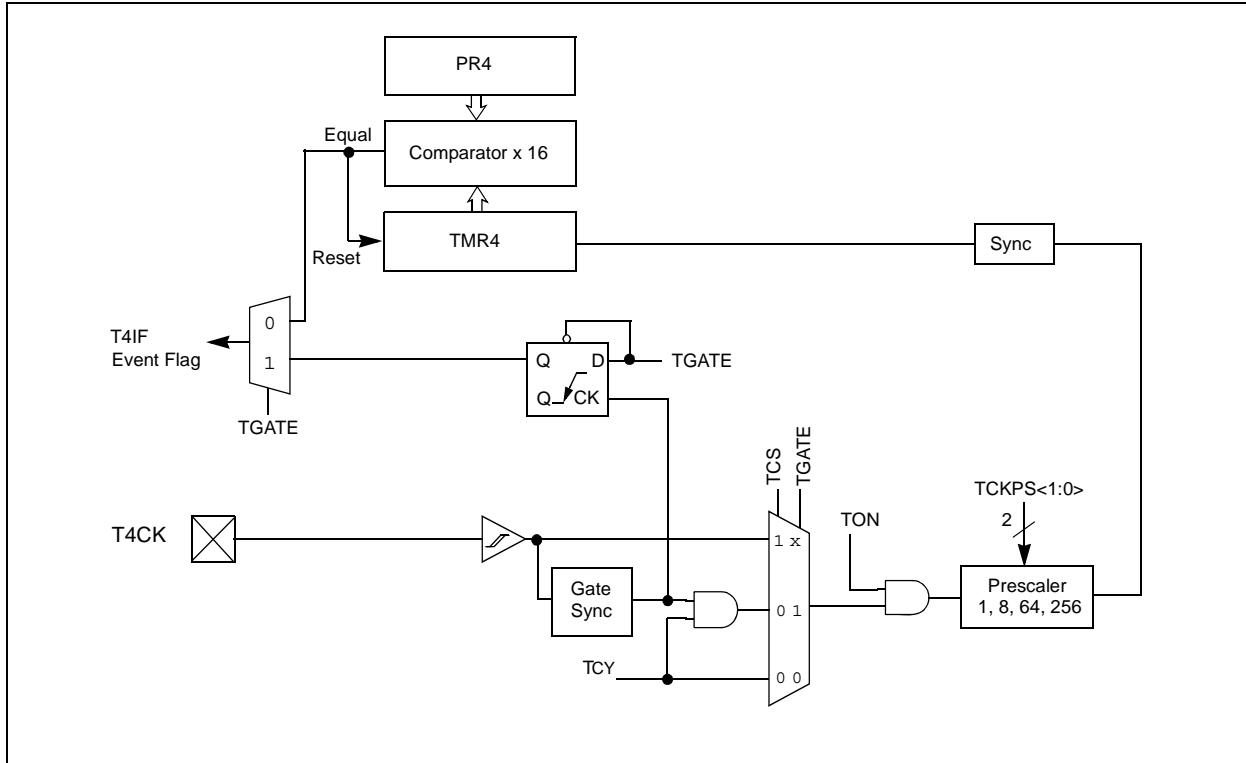 PR4
Equal
Comparator x 16
TMR4
Reset
Sync
0
T4IF
Event Flag
1
Q
D
TGATE
Q
CK
TGATE
TCS
TGATE
TCKPS<1:0>
2
T4CK
1 x
TON
Gate
Sync
Prescaler
1, 8, 64, 256
0 1
TCY
0 0